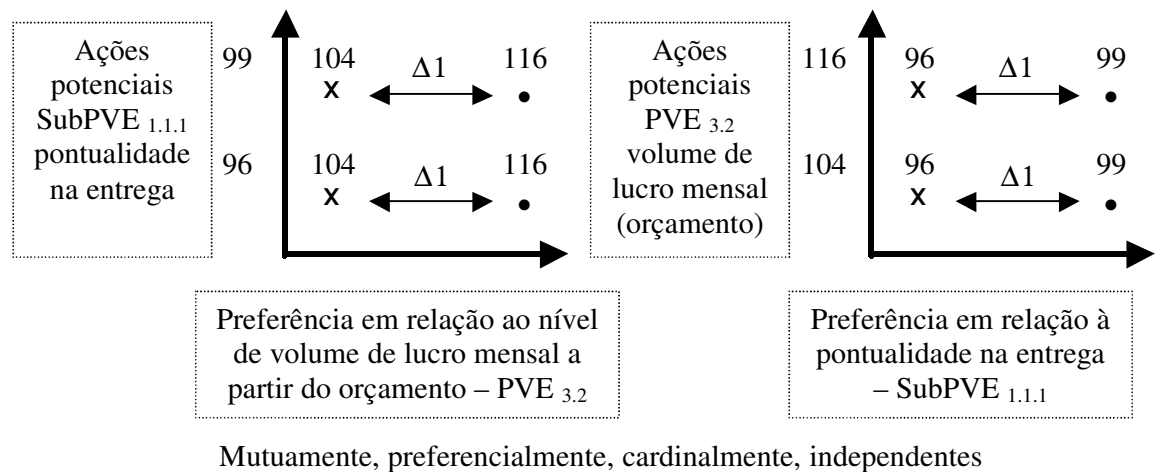 Ações
potenciais
SubPVE 1.1.1
pontualidade
na entrega
99
104
Δ1
116
x
•
96
104
Δ1
116
x
•
Preferência em relação ao nível
de volume de lucro mensal a
partir do orçamento – PVE 3.2
Ações
potenciais
PVE 3.2
volume de
lucro mensal
(orçamento)
116
96
Δ1
99
x
•
104
96
Δ1
99
x
•
Preferência em relação à
pontualidade na entrega
– SubPVE 1.1.1
Mutuamente, preferencialmente, cardinalmente, independentes